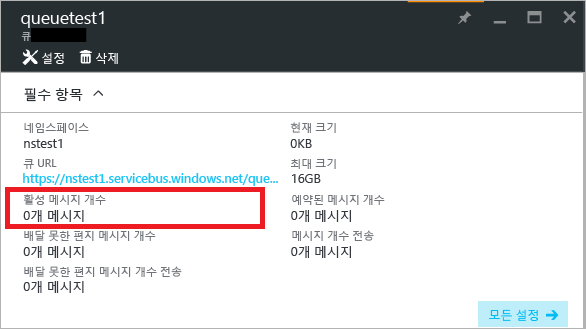 queuetest1
큐
설정 삭제
필수 항목
네임스페이스
nstest1
현재 크기
0KB
큐 URL
https://nstest1.servicebus.windows.net/que...
최대 크기
16GB
활성 메시지 개수
0개 메시지
예약된 메시지 개수
0개 메시지
배달 못한 편지 메시지 개수
0개 메시지
메시지 개수 전송
0개 메시지
배달 못한 편지 메시지 개수 전송
0개 메시지
모든 설정